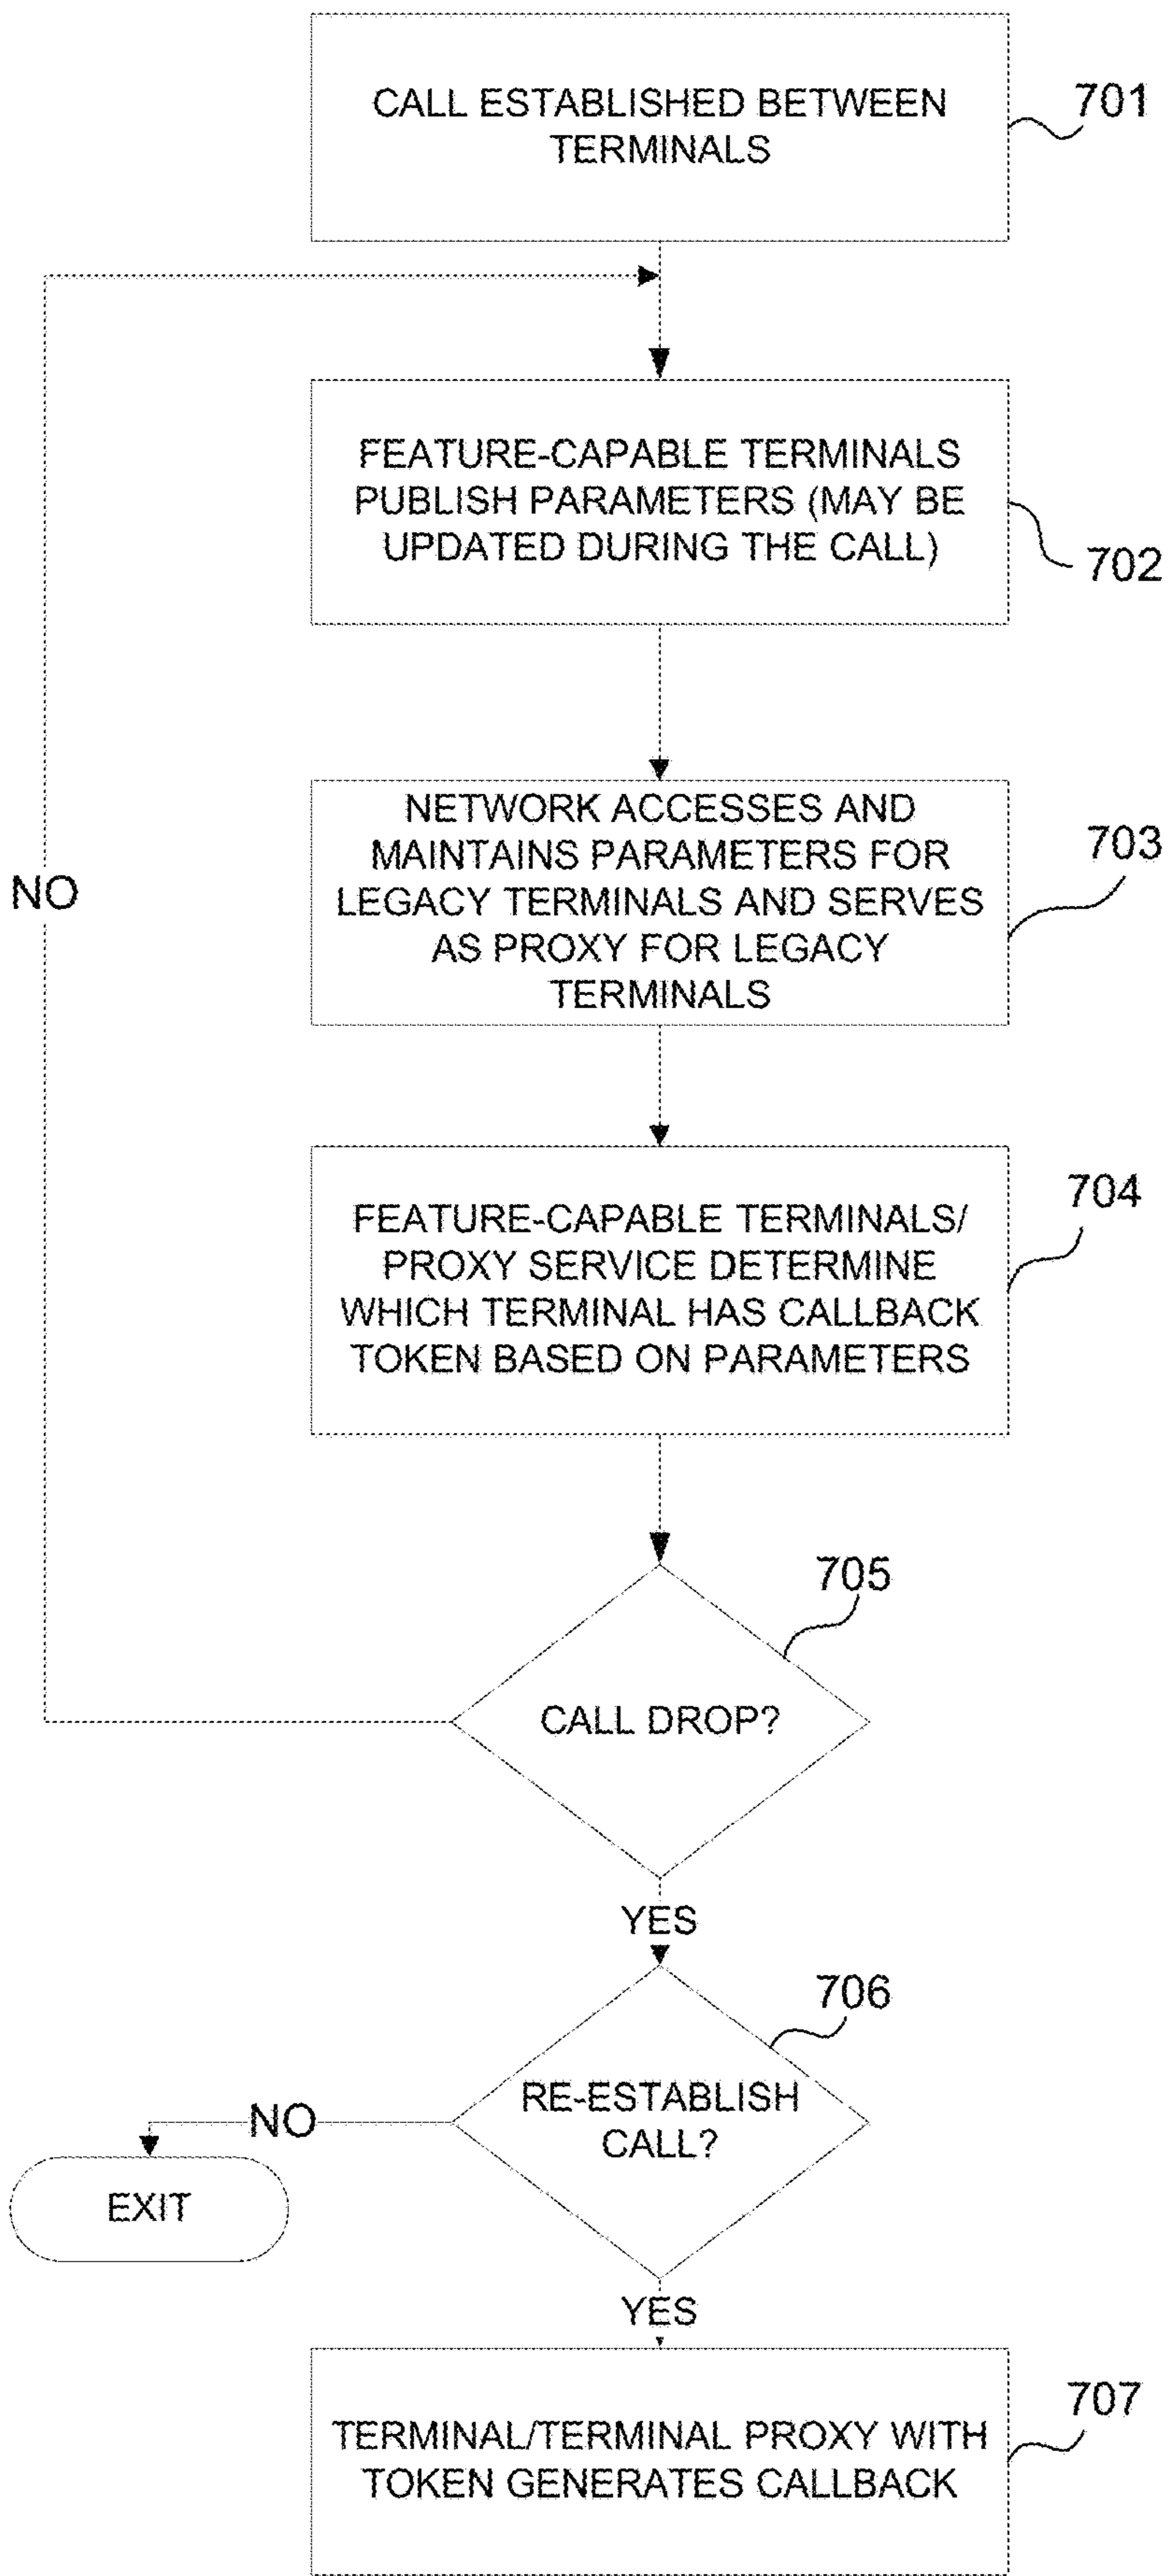 CALL ESTABLISHED BETWEEN
TERMINALS
701
FEATURE-CAPABLE TERMINALS
PUBLISH PARAMETERS (MAY BE
UPDATED DURING THE CALL)
702
NETWORK ACCESSES AND
MAINTAINS PARAMETERS FOR
LEGACY TERMINALS AND SERVES
AS PROXY FOR LEGACY
TERMINALS
703
NO
FEATURE-CAPABLE TERMINALS/
PROXY SERVICE DETERMINE
WHICH TERMINAL HAS CALLBACK
TOKEN BASED ON PARAMETERS
704
705
CALL DROP?
YES
706
RE-ESTABLISH
CALL?
NO
EXIT
YES
TERMINAL/TERMINAL PROXY WITH
TOKEN GENERATES CALLBACK
707